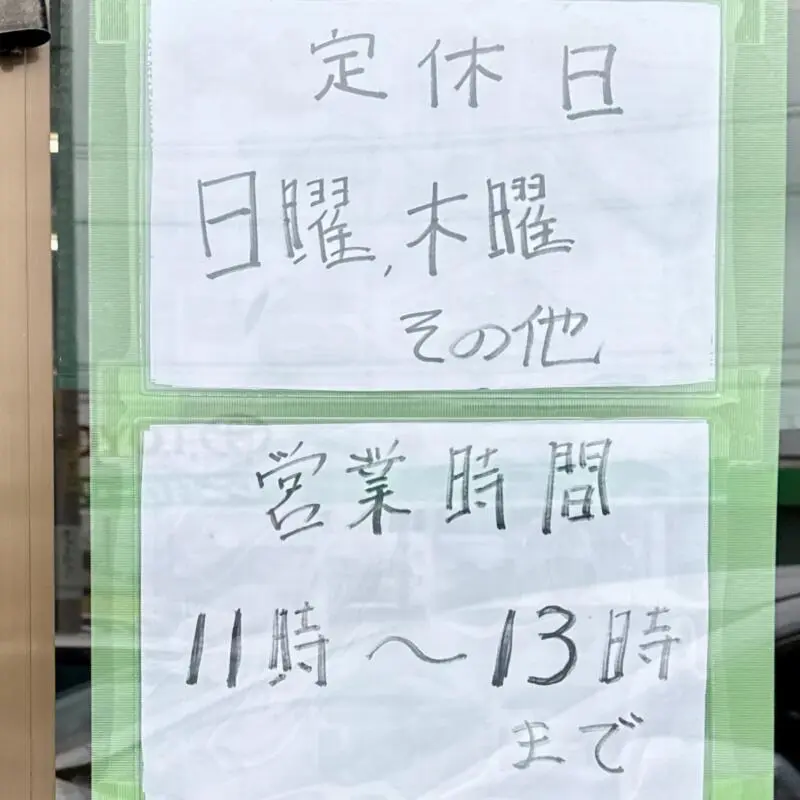 定休日
日曜,木曜
その他
営業時間
11時〜13時
まで